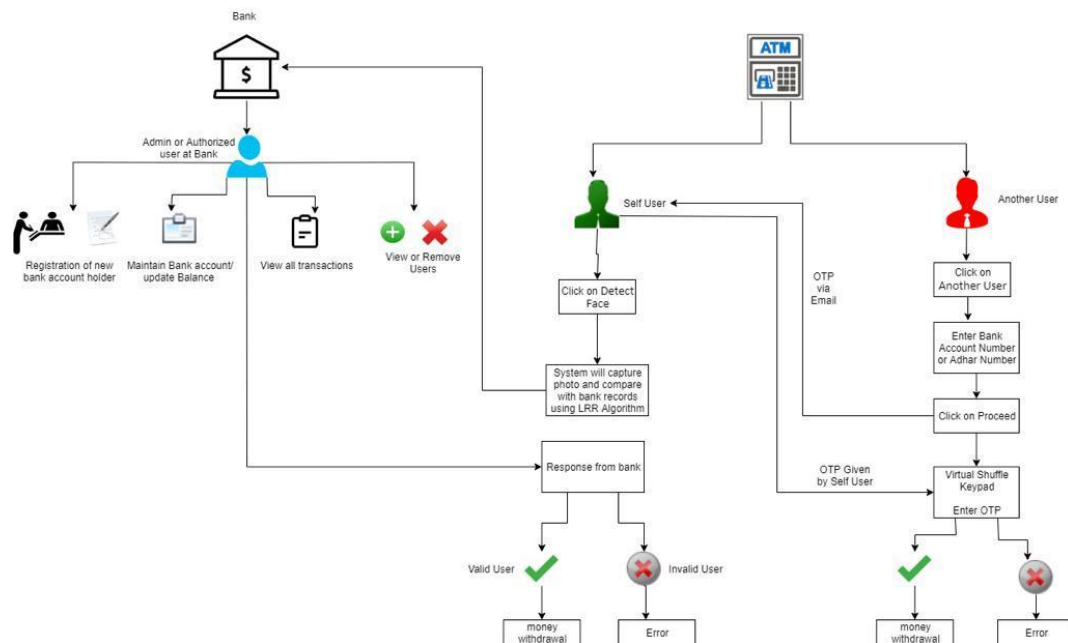 Bank
$
ATM
Admin or Authorized
user at Bank
Self User
Another User
Registration of new
bank account holder
Maintain Bank account/
update Balance
View all transactions
View or Remove
Users
Click on Detect
Face
OTP
via
Email
Click on
Another User
Enter Bank
Account Number
or Adhar Number
System will capture
photo and compare
with bank records
using LRR Algorithm
Click on Proceed
Response from bank
OTP Given
by Self User
Virtual Shuffle
Keypad
Enter OTP
Valid User
Invalid User
money
withdrawal
Error
money
withdrawal
Error